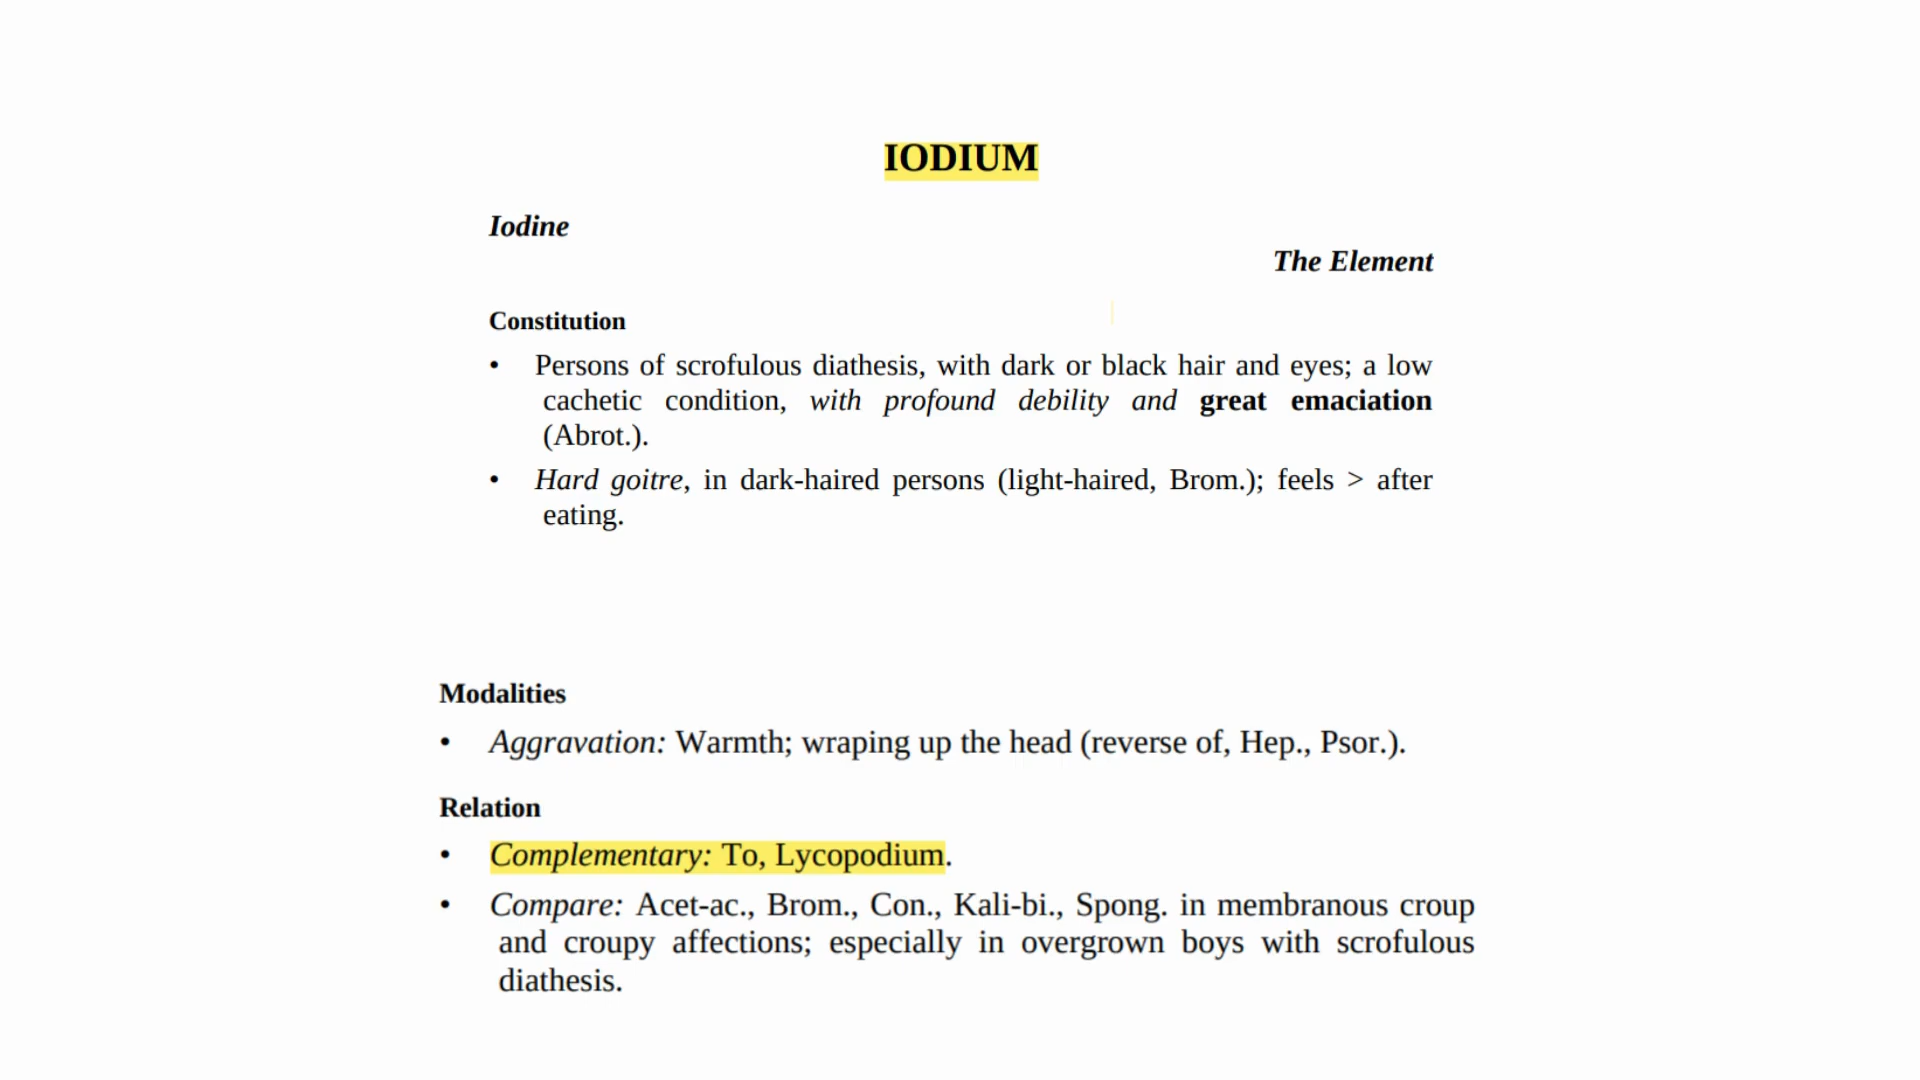 IODIUM
Iodine
The Element
Constitution
• Persons of scrofulous diathesis, with dark or black hair and eyes; a low
cachetic condition, with profound debility and great emaciation
(Abrot.).
• Hard goitre, in dark-haired persons (light-haired, Brom.); feels > after
eating.
Modalities
• Aggravation: Warmth; wraping up the head (reverse of, Hep., Psor.).
Relation
• Complementary: To, Lycopodium.
• Compare: Acet-ac., Brom., Con., Kali-bi., Spong. in membranous croup
and croupy affections; especially in overgrown boys with scrofulous
diathesis.